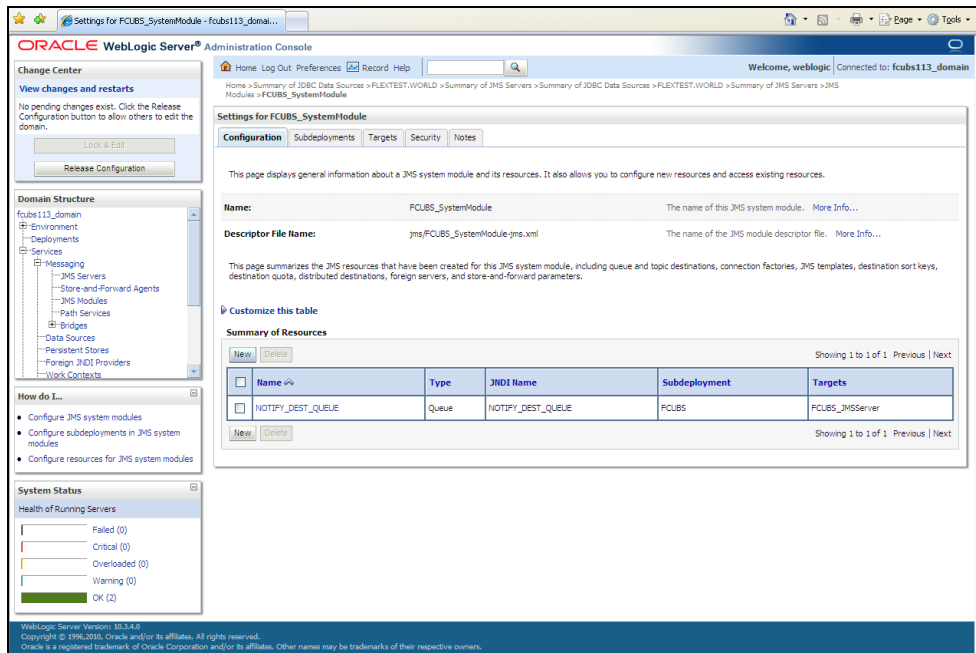 Settings for FCUBS_SystemModule - fcubs113_domai...
Page Tools
ORACLE WebLogic Server® Administration Console
Change Center
View changes and restarts
No pending changes exist. Click the Release
Configuration button to allow others to edit the
domain.
Lock & Edit
Release Configuration
Domain Structure
fcubs113_domain
Environment
Deployments
Services
Messaging
JMS Servers
Store-and-Forward Agents
JMS Modules
Path Services
Bridges
Data Sources
Persistent Stores
Foreign JNDI Providers
Work Contexts
How do I...
Configure JMS system modules
Configure subdeployments in JMS system
modules
Configure resources for JMS system modules
System Status
Health of Running Servers
Failed (0)
Critical (0)
Overloaded (0)
Warning (0)
OK (2)
Home Log Out Preferences Record Help
Welcome, weblogic Connected to: fcubs113_domain
Home >Summary of JDBC Data Sources >FLEXTEST.WORLD >Summary of JMS Servers >Summary of JDBC Data Sources >FLEXTEST.WORLD >Summary of JMS Servers >JMS
Modules >FCUBS_SystemModule
Settings for FCUBS_SystemModule
Configuration Subdeployments Targets Security Notes
This page displays general information about a JMS system module and its resources. It also allows you to configure new resources and access existing resources.
Name: FCUBS_SystemModule The name of this JMS system module. More Info...
Descriptor File Name: jms/FCUBS_SystemModule-jms.xml The name of the JMS module descriptor file. More Info...
This page summarizes the JMS resources that have been created for this JMS system module, including queue and topic destinations, connection factories, JMS templates, destination sort keys,
destination quota, distributed destinations, foreign servers, and store-and-forward parameters.
Customize this table
Summary of Resources
New Delete Showing 1 to 1 of 1 Previous | Next
Name Type JNDI Name Subdeployment Targets
NOTIFY_DEST_QUEUE Queue NOTIFY_DEST_QUEUE FCUBS FCUBS_JMSServer
New Delete Showing 1 to 1 of 1 Previous | Next
WebLogic Server Version: 10.3.4.0
Copyright © 1996,2010, Oracle and/or its affiliates. All rights reserved.
Oracle is a registered trademark of Oracle Corporation and/or its affiliates. Other names may be trademarks of their respective owners.